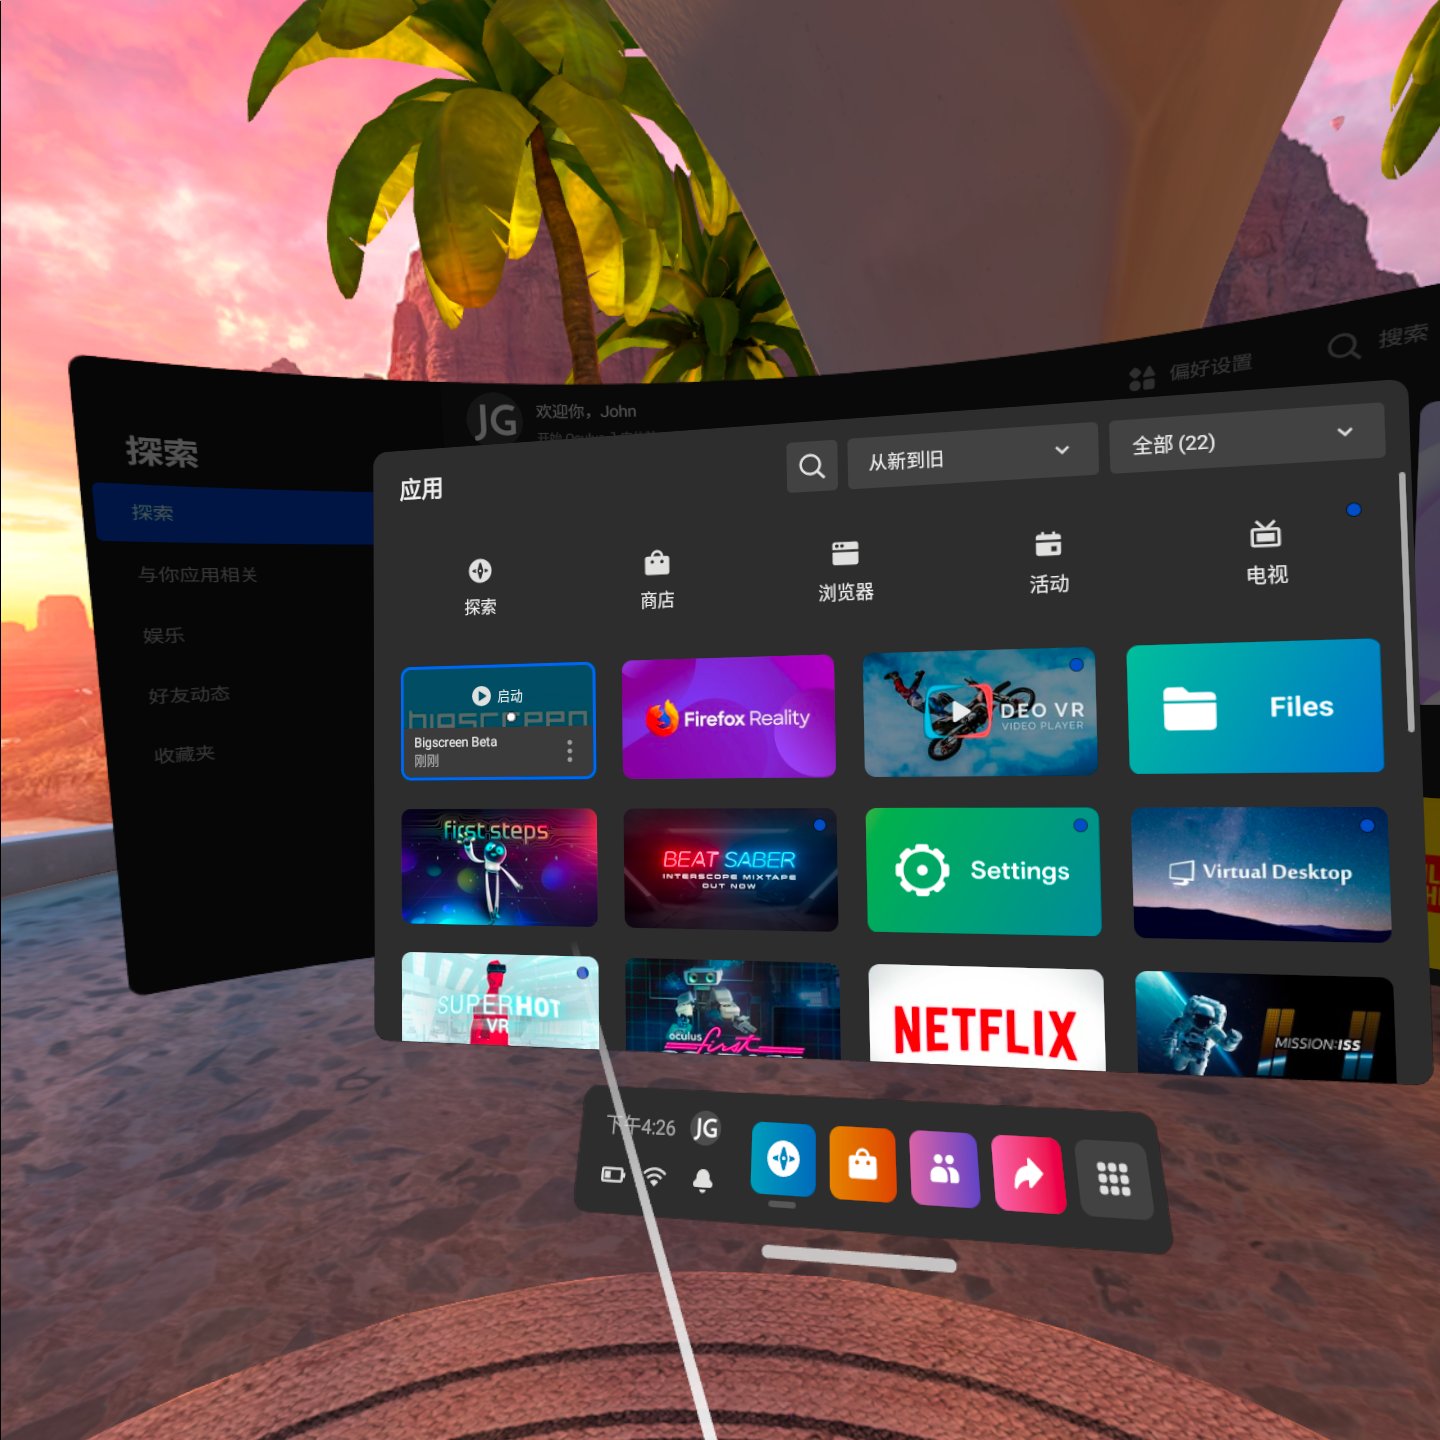 搜索
偏好设置
JG
欢迎你，John
探索
探索
与你应用相关
娱乐
好友动态
收藏夹
应用
从新到旧
全部 (22)
探索
商店
浏览器
活动
电视
启动
bigscreen
Bigscreen Beta
刚刚
Firefox Reality
DEO VR
VIDEO PLAYER
Files
first steps
BEAT SABER
INTERSCOPE MIXTAPE
OUT NOW
Settings
Virtual Desktop
SUPERHOT
VR
oculus
first
NETFLIX
MISSION:ISS
下午4:26
JG